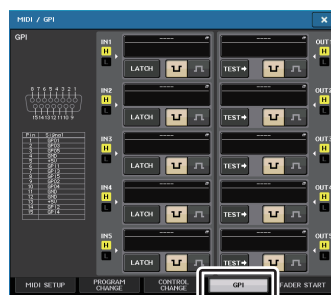 MIDI / GPI
×
GPI
IN1
H
L
LATCH
TEST
OUT1
H
L
8 7 6 5 4 3 2 1
15 14 13 12 11 10 9
IN2
H
L
LATCH
TEST
OUT2
H
L
Pin Signal
IN3
H
L
LATCH
TEST
OUT3
H
L
IN4
H
L
LATCH
TEST
OUT4
H
L
IN5
H
L
LATCH
TEST
OUT5
H
L
MIDI SETUP
PROGRAM CHANGE
CONTROL CHANGE
GPI
FADER START